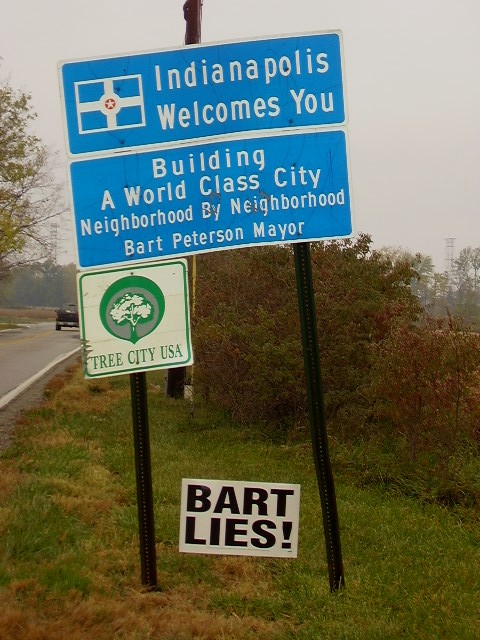 Indianapolis
Welcomes You
Building
A World Class City
Neighborhood By Neighborhood
Bart Peterson Mayor
TREE CITY USA
BART
LIES!